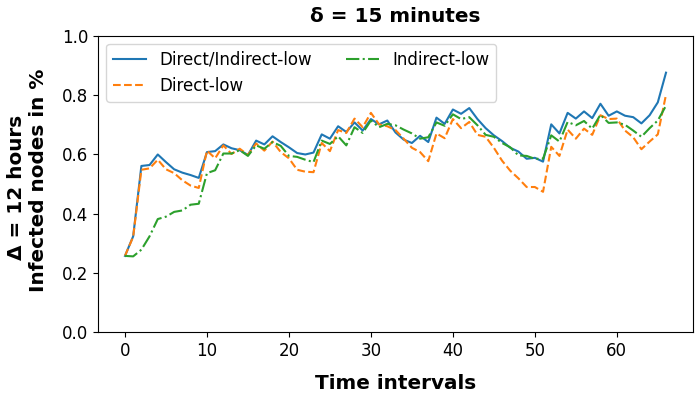 δ = 15 minutes
Δ = 12 hours
Infected nodes in %
1.0
0.8
0.6
0.4
0.2
0.0
Direct/Indirect-low
Direct-low
Indirect-low
0 10 20 30 40 50 60
Time intervals